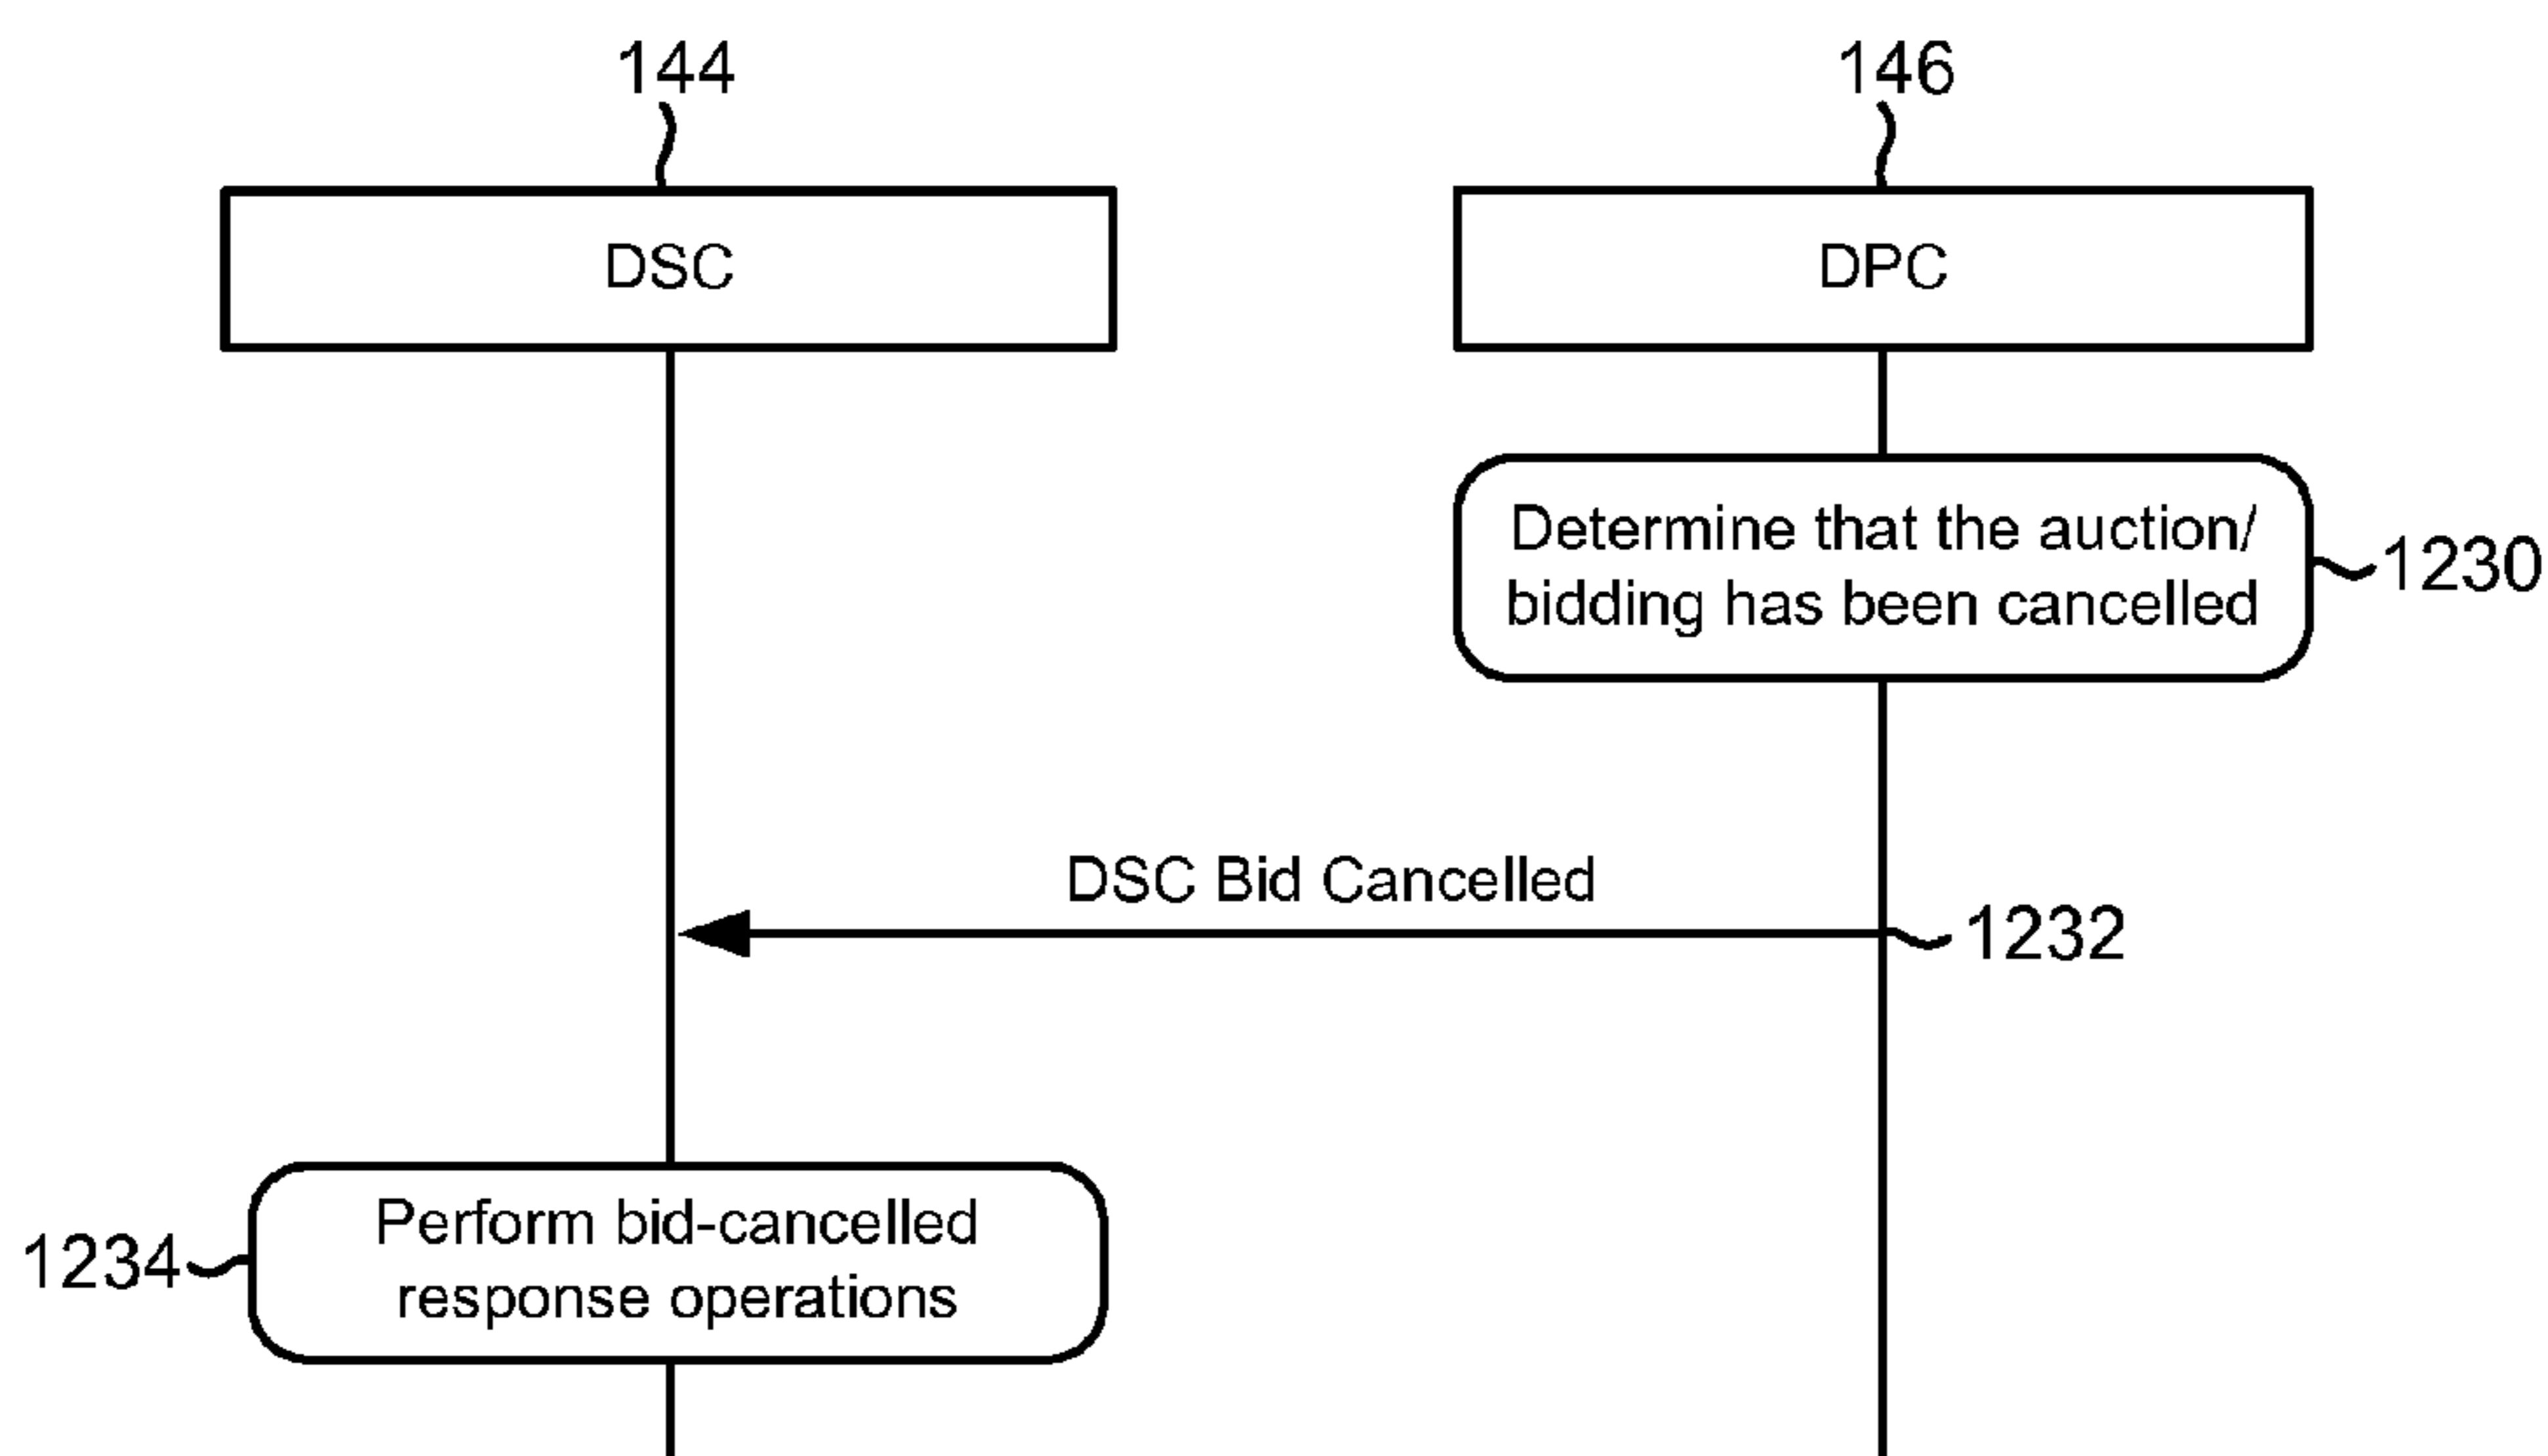 144
146
DSC
DPC
Determine that the auction/
bidding has been cancelled
1230
DSC Bid Cancelled
1232
Perform bid-cancelled
response operations
1234